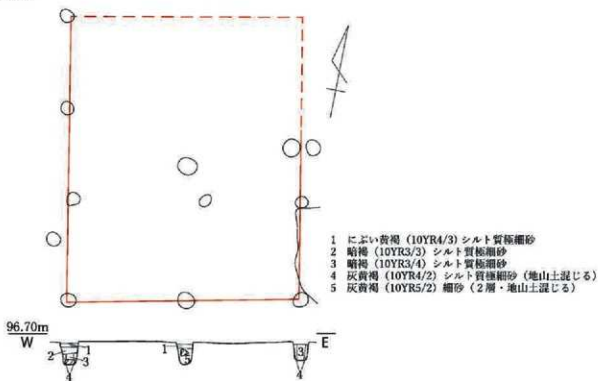 1 にぶい黄褐 (10YR4/3) シルト質極細砂
2 暗褐 (10YR3/3) シルト質極細砂
3 暗褐 (10YR3/4) シルト質極細砂
4 灰黄褐 (10YR4/2) シルト質極細砂 (地山土混じる)
5 灰黄褐 (10YR5/2) 細砂 (2層・地山土混じる)
96.70m
W E
2 1 3 1 5 3
4 4